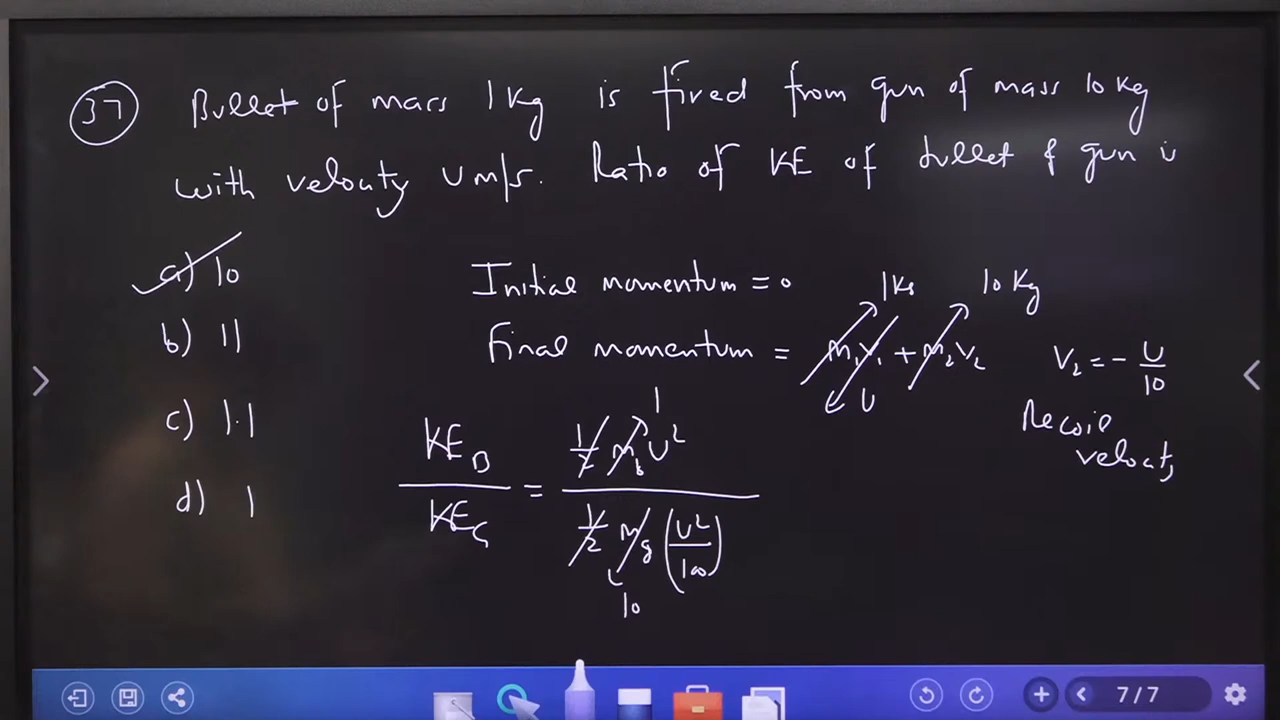 37 Bullet of mass 1 Kg is fired from gun of mass 10 kg
with velocity U m/s. Ratio of KE of bullet & gun is
a) 10
b) 11
c) 1.1
d) 1
Initial momentum = 0
1 Kg 10 Kg
Final momentum = m₁V₁ + m₂V₂
U
V₂ = - U/10
Recoil
velocity
KE_B / KE_G = 1/2 m_b U² / 1/2 m_g (U²/100)
1
10
7/7